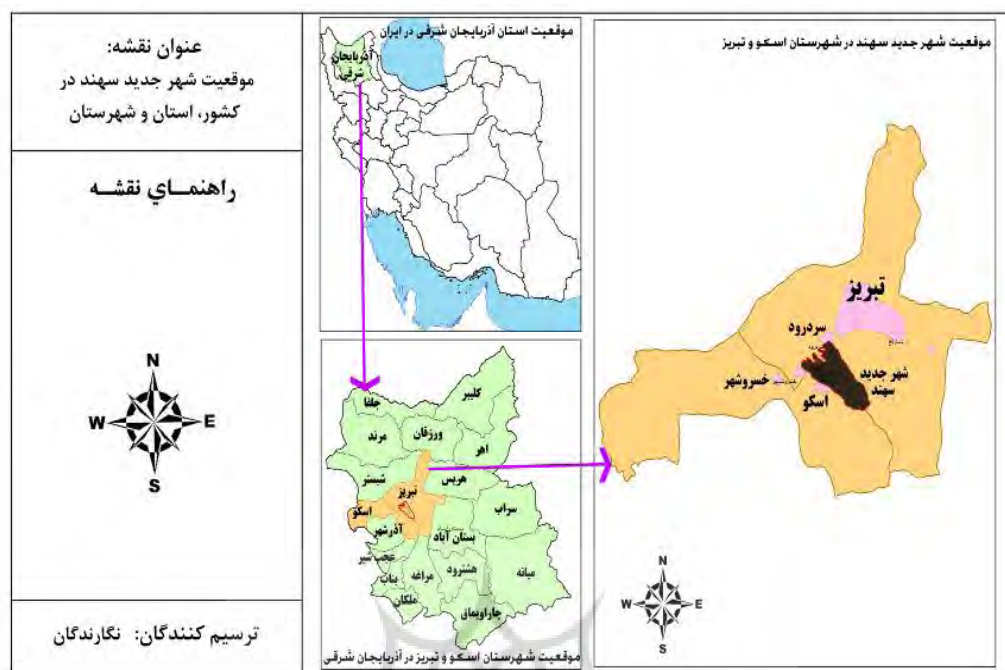 عنوان نقشه:
موقعیت شهر جدید سهند در
کشور، استان و شهرستان
راهنمــاي نقشــه
N
W
E
S
ترسیم کنندگان: نگارندگان
موقعیت استان آذربایجان شرقی در ایران
آذربایجان
شرقی
کلیبر
جلفا
ورزقان
مرند
اهر
هریس
شبستر
تبریز
سراب
اسکو
آذرشهر
بستان آباد
عجب شیر
هشترود
میانه
مراغه
بناب
ملکان
چاراویماق
موقعیت شهرستان اسکو و تبریز در آذربایجان شرقی
موقعیت شهر جدید سهند در شهرستان اسکو و تبریز
تبریز
سردرود
شهر جدید
سهند
خسروشهر
اسکو
N
W
E
S